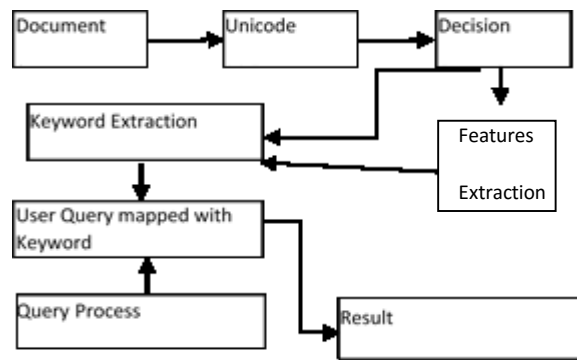 Document
Unicode
Decision
Keyword Extraction
Features
Extraction
User Query mapped with
Keyword
Query Process
Result